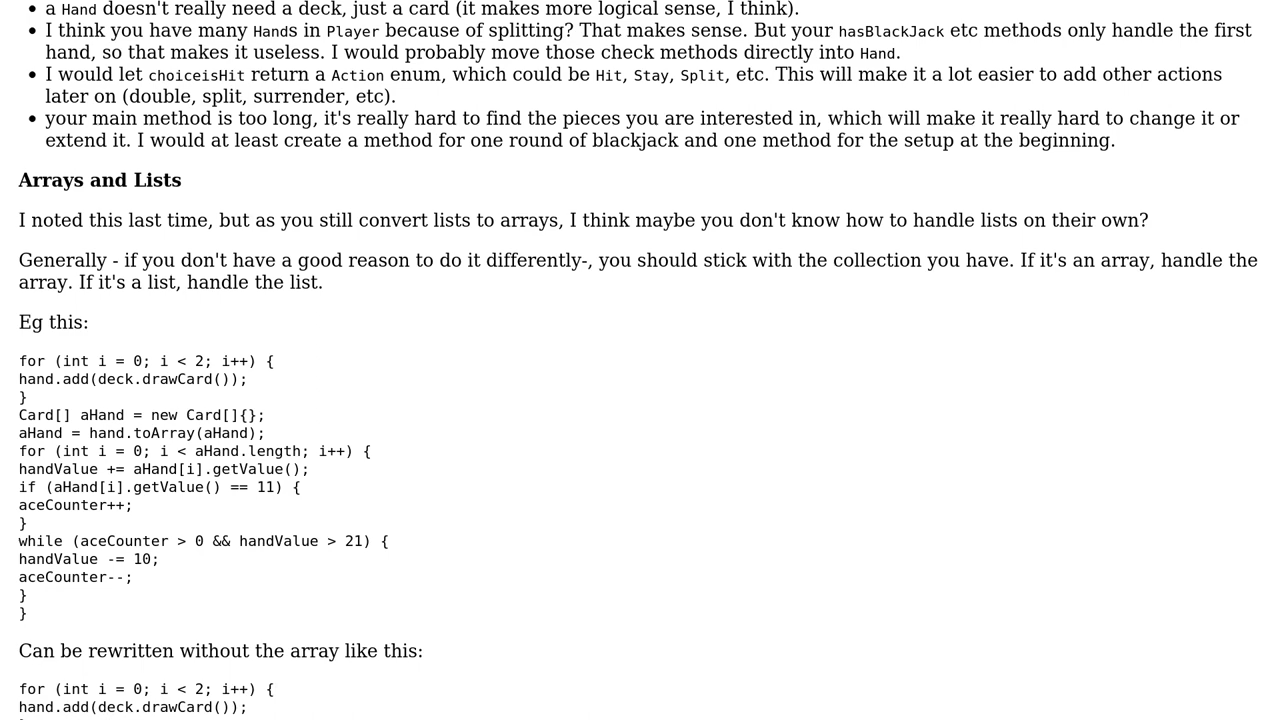 • a Hand doesn't really need a deck, just a card (it makes more logical sense, I think).
• I think you have many Hands in Player because of splitting? That makes sense. But your hasBlackJack etc methods only handle the first
hand, so that makes it useless. I would probably move those check methods directly into Hand.
• I would let choiceisHit return a Action enum, which could be Hit, Stay, Split, etc. This will make it a lot easier to add other actions
later on (double, split, surrender, etc).
• your main method is too long, it's really hard to find the pieces you are interested in, which will make it really hard to change it or
extend it. I would at least create a method for one round of blackjack and one method for the setup at the beginning.
Arrays and Lists
I noted this last time, but as you still convert lists to arrays, I think maybe you don't know how to handle lists on their own?
Generally - if you don't have a good reason to do it differently-, you should stick with the collection you have. If it's an array, handle the
array. If it's a list, handle the list.
Eg this:
for (int i = 0; i < 2; i++) {
hand.add(deck.drawCard());
}
Card[] aHand = new Card[]{};
aHand = hand.toArray(aHand);
for (int i = 0; i < aHand.length; i++) {
handValue += aHand[i].getValue();
if (aHand[i].getValue() == 11) {
aceCounter++;
}
while (aceCounter > 0 && handValue > 21) {
handValue -= 10;
aceCounter--;
}
}
Can be rewritten without the array like this:
for (int i = 0; i < 2; i++) {
hand.add(deck.drawCard());